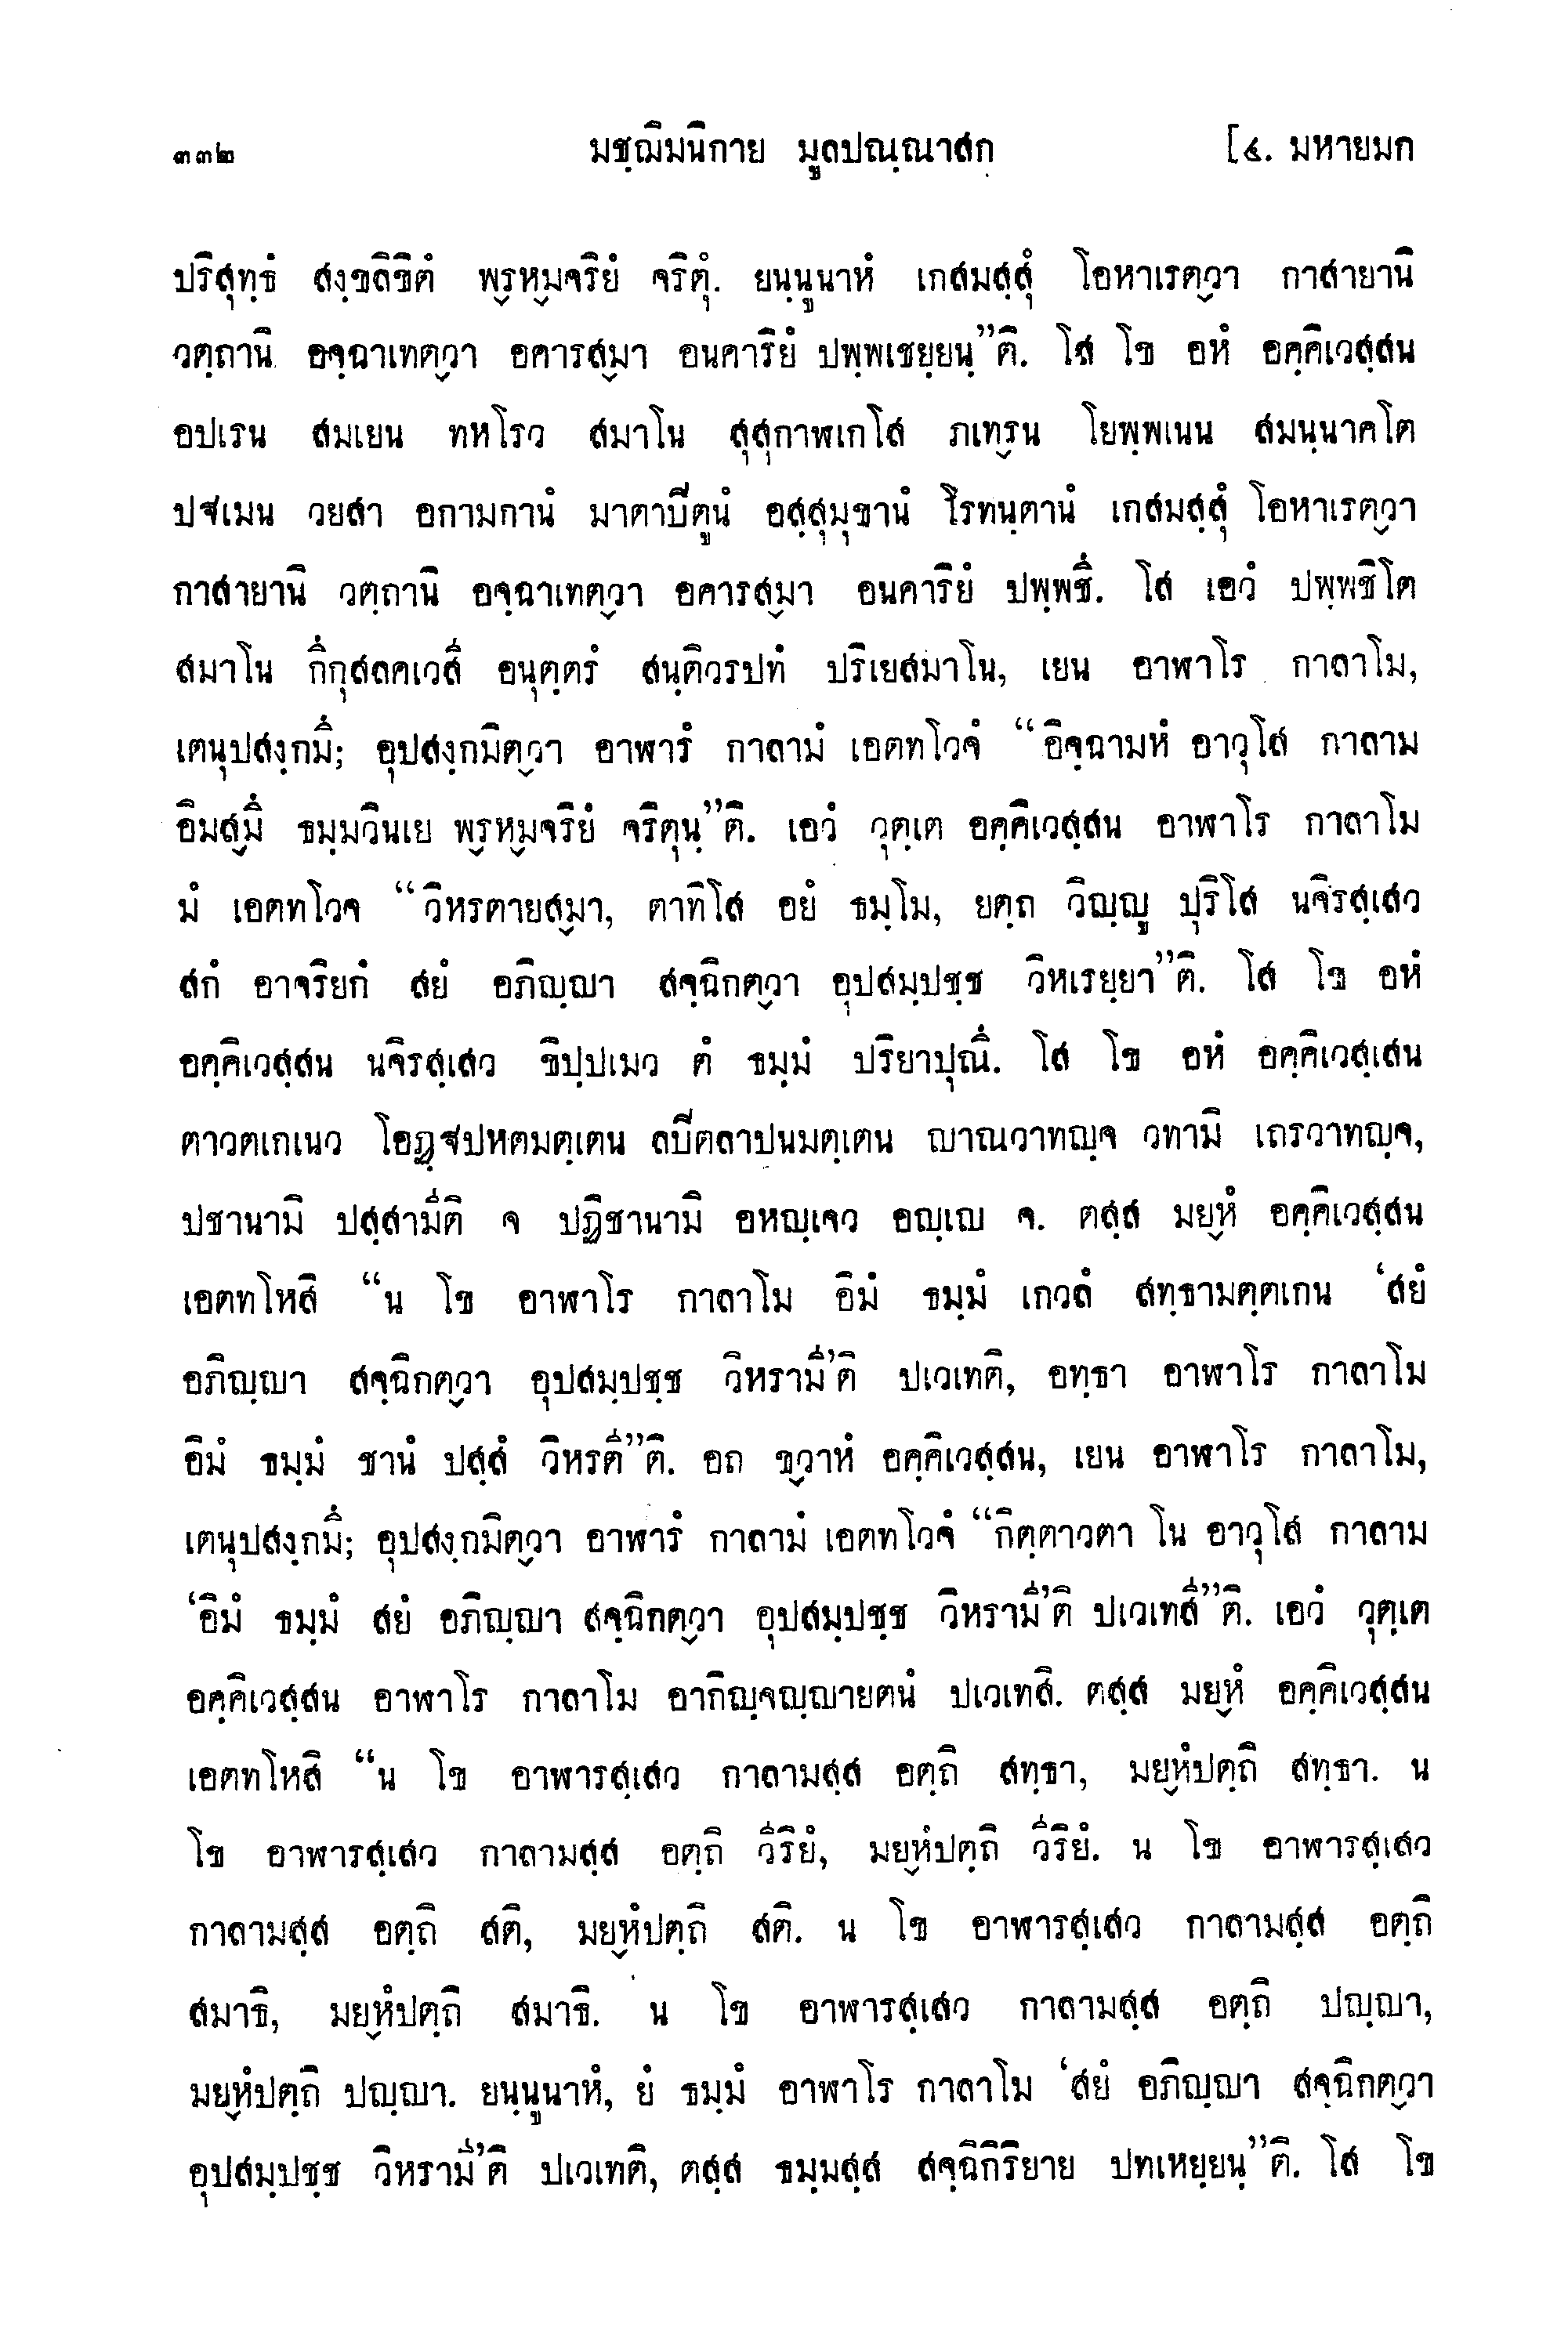 ๓๓๒ มชฺฌิมนิกาย มูลปณฺณาสก [๔. มหายมก
ปริสุทฺธํ สงฺขลิขิตํ พฺรหฺมจริยํ จริตุํ. ยนฺนูนาหํ เกสมสฺสุํ โอหาเรตฺวา กาสายานิ
วตฺถานิ อจฺฉาเทตฺวา อคารสฺมา อนคาริยํ ปพฺพเชยฺยนฺ”ติ. โส โข อหํ อคฺคิเวสฺสน
อปเรน สมเยน ทหโรว สมาโน สุสุกาฬเกโส ภเทฺรน โยพฺพเนน สมนฺนาคโต
ปฐเมน วยสา อกามกานํ มาตาปีตูนํ อสฺสุมุขานํ โรทนฺตานํ เกสมสฺสุํ โอหาเรตฺวา
กาสายานิ วตฺถานิ อจฺฉาเทตฺวา อคารสฺมา อนคาริยํ ปพฺพชึ. โส เอวํ ปพฺพชิโต
สมาโน กึกุสลคเวสี อนุตฺตรํ สนฺติวรปทํ ปริเยสมาโน, เยน อาฬาโร กาลาโม,
เตนุปสงฺกมึ; อุปสงฺกมิตฺวา อาฬารํ กาลามํ เอตทโวจํ “อิจฺฉามหํ อาวุโส กาลาม
อิมสฺมึ ธมฺมวินเย พฺรหฺมจริยํ จริตุนฺ”ติ. เอวํ วุตฺเต อคฺคิเวสฺสน อาฬาโร กาลาโม
มํ เอตทโวจ “วิหรตายสฺมา, ตาทิโส อยํ ธมฺโม, ยตฺถ วิญฺญู ปุริโส นจิรสฺเสว
สกํ อาจริยกํ สยํ อภิญฺญา สจฺฉิกตฺวา อุปสมฺปชฺช วิหเรยฺยา”ติ. โส โข อหํ
อคฺคิเวสฺสน นจิรสฺเสว ขิปฺปเมว ตํ ธมฺมํ ปริยาปุณึ. โส โข อหํ อคฺคิเวสฺเสน
ตาวตเกเนว โอฏฺฐปหตมตฺเตน ลปีตลาปนมตฺเตน ญาณวาทญฺจ วทามิ เถรวาทญฺจ,
ปชานามิ ปสฺสามีติ จ ปฏิชานามิ อหญฺเจว อญฺเญ จ. ตสฺส มยฺหํ อคฺคิเวสฺสน
เอตทโหสิ “น โข อาฬาโร กาลาโม อิมํ ธมฺมํ เกวลํ สทฺธามตฺตเกน ‘สยํ
อภิญฺญา สจฺฉิกตฺวา อุปสมฺปชฺช วิหรามี’ติ ปเวเทติ, อทฺธา อาฬาโร กาลาโม
อิมํ ธมฺมํ ชานํ ปสฺสํ วิหรตี”ติ. อถ ขฺวาหํ อคฺคิเวสฺสน, เยน อาฬาโร กาลาโม,
เตนุปสงฺกมึ; อุปสงฺกมิตฺวา อาฬารํ กาลามํ เอตทโวจํ “กิตฺตาวตา โน อาวุโส กาลาม
‘อิมํ ธมฺมํ สยํ อภิญฺญา สจฺฉิกตฺวา อุปสมฺปชฺช วิหรามี’ติ ปเวเทสี”ติ. เอวํ วุตฺเต
อคฺคิเวสฺสน อาฬาโร กาลาโม อากิญฺจญฺญายตนํ ปเวเทสิ. ตสฺส มยฺหํ อคฺคิเวสฺสน
เอตทโหสิ “น โข อาฬารสฺเสว กาลามสฺส อตฺถิ สทฺธา, มยฺหํปตฺถิ สทฺธา. น
โข อาฬารสฺเสว กาลามสฺส อตฺถิ วีริยํ, มยฺหํปตฺถิ วีริยํ. น โข อาฬารสฺเสว
กาลามสฺส อตฺถิ สติ, มยฺหํปตฺถิ สติ. น โข อาฬารสฺเสว กาลามสฺส อตฺถิ
สมาธิ, มยฺหํปตฺถิ สมาธิ. น โข อาฬารสฺเสว กาลามสฺส อตฺถิ ปญฺญา,
มยฺหํปตฺถิ ปญฺญา. ยนฺนูนาหํ, ยํ ธมฺมํ อาฬาโร กาลาโม ‘สยํ อภิญฺญา สจฺฉิกตฺวา
อุปสมฺปชฺช วิหรามี’ติ ปเวเทติ, ตสฺส ธมฺมสฺส สจฺฉิกิริยาย ปทเหยฺยนฺ”ติ. โส โข